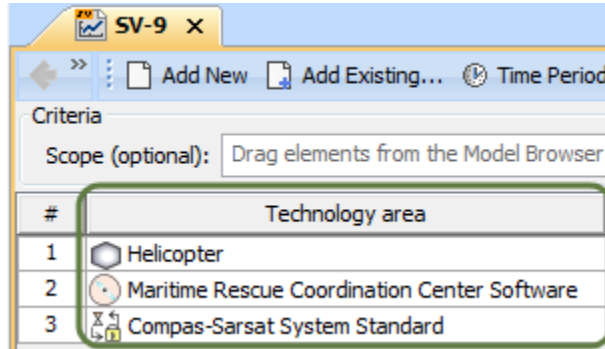 SV-9 X
» Add New Add Existing... Time Period
Criteria
Scope (optional): Drag elements from the Model Browser
# Technology area
1 Helicopter
2 Maritime Rescue Coordination Center Software
3 Compas-Sarsat System Standard